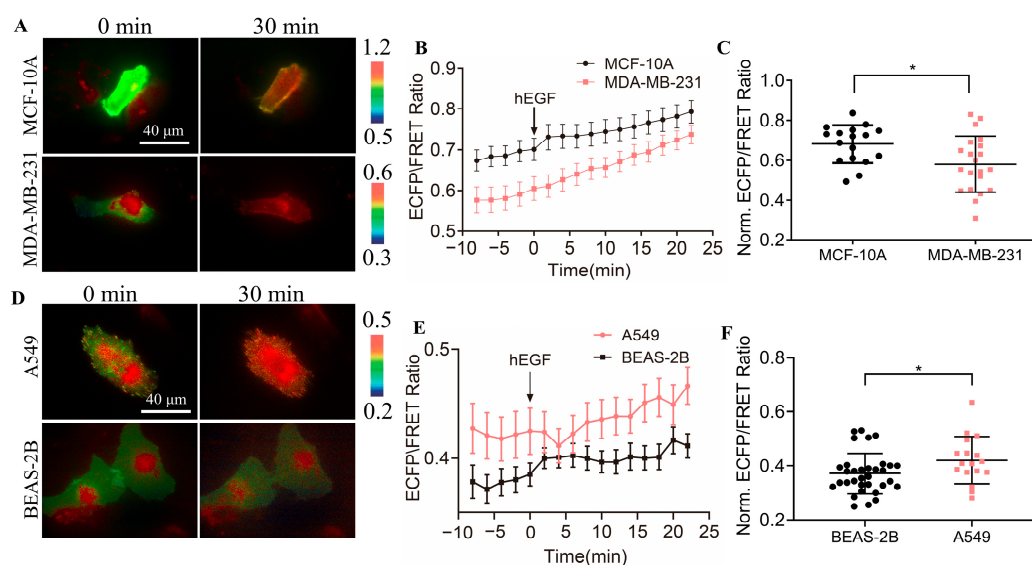 A
0 min
30 min
MCF-10A
40 μm
MDA-MB-231
1.2
0.5
0.6
0.3
B
MCF-10A
MDA-MB-231
hEGF
ECFP\FRET Ratio
0.9
0.8
0.7
0.6
0.5
−10 −5 0 5 10 15 20 25
Time(min)
C
*
Norm. ECFP/FRET Ratio
1.0
0.8
0.6
0.4
0.2
MCF-10A MDA-MB-231
D
0 min
30 min
A549
40 μm
BEAS-2B
0.5
0.2
E
A549
BEAS-2B
hEGF
ECFP\FRET Ratio
0.5
0.4
−10 −5 0 5 10 15 20 25
Time(min)
F
*
Norm. ECFP/FRET Ratio
0.8
0.6
0.4
0.2
BEAS-2B A549